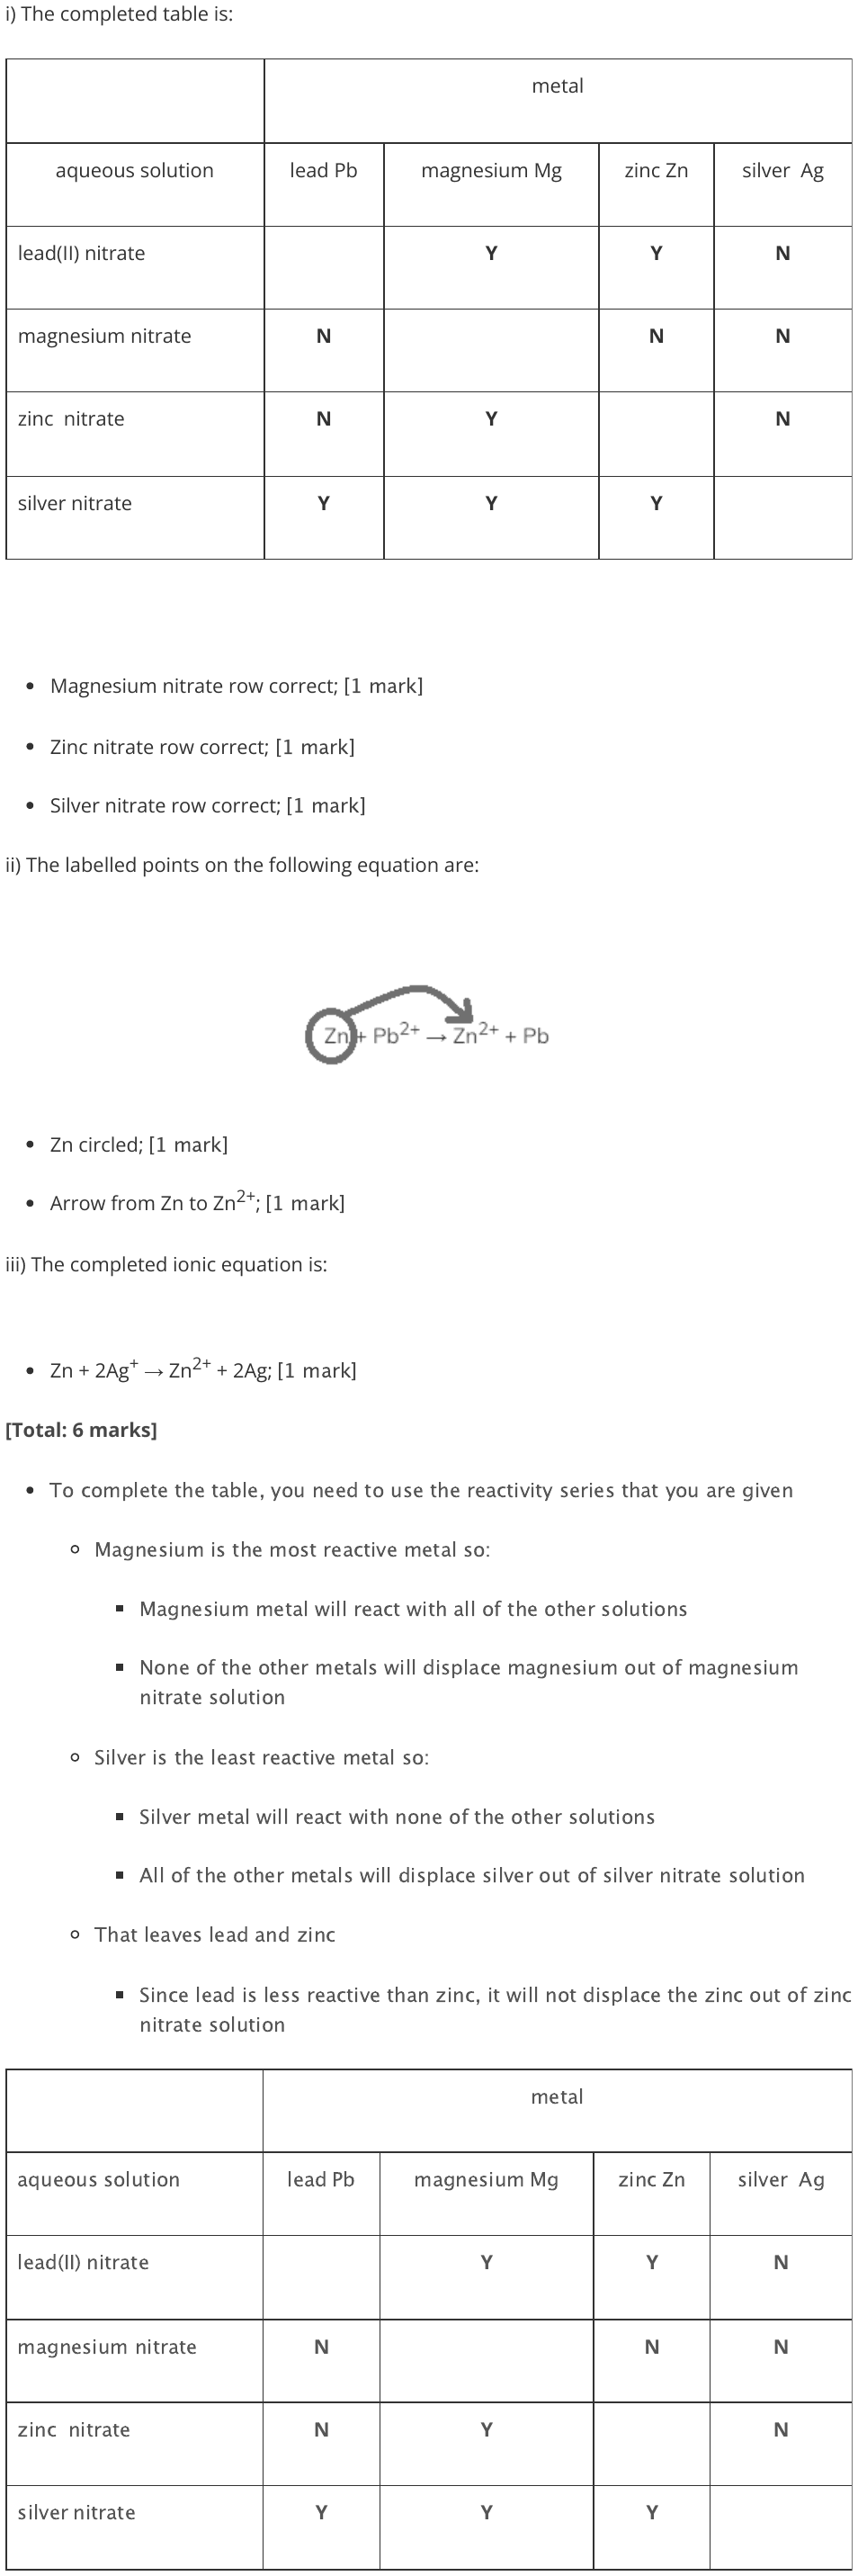 i) The completed table is:
metal
aqueous solution lead Pb magnesium Mg zinc Zn silver Ag
lead(II) nitrate Y Y N
magnesium nitrate N N N
zinc nitrate N Y N
silver nitrate Y Y Y
• Magnesium nitrate row correct; [1 mark]
• Zinc nitrate row correct; [1 mark]
• Silver nitrate row correct; [1 mark]
ii) The labelled points on the following equation are:
Zn + Pb²⁺ → Zn²⁺ + Pb
• Zn circled; [1 mark]
• Arrow from Zn to Zn²⁺; [1 mark]
iii) The completed ionic equation is:
• Zn + 2Ag⁺ → Zn²⁺ + 2Ag; [1 mark]
[Total: 6 marks]
• To complete the table, you need to use the reactivity series that you are given
○ Magnesium is the most reactive metal so:
▪ Magnesium metal will react with all of the other solutions
▪ None of the other metals will displace magnesium out of magnesium
nitrate solution
○ Silver is the least reactive metal so:
▪ Silver metal will react with none of the other solutions
▪ All of the other metals will displace silver out of silver nitrate solution
○ That leaves lead and zinc
▪ Since lead is less reactive than zinc, it will not displace the zinc out of zinc
nitrate solution
metal
aqueous solution lead Pb magnesium Mg zinc Zn silver Ag
lead(II) nitrate Y Y N
magnesium nitrate N N N
zinc nitrate N Y N
silver nitrate Y Y Y